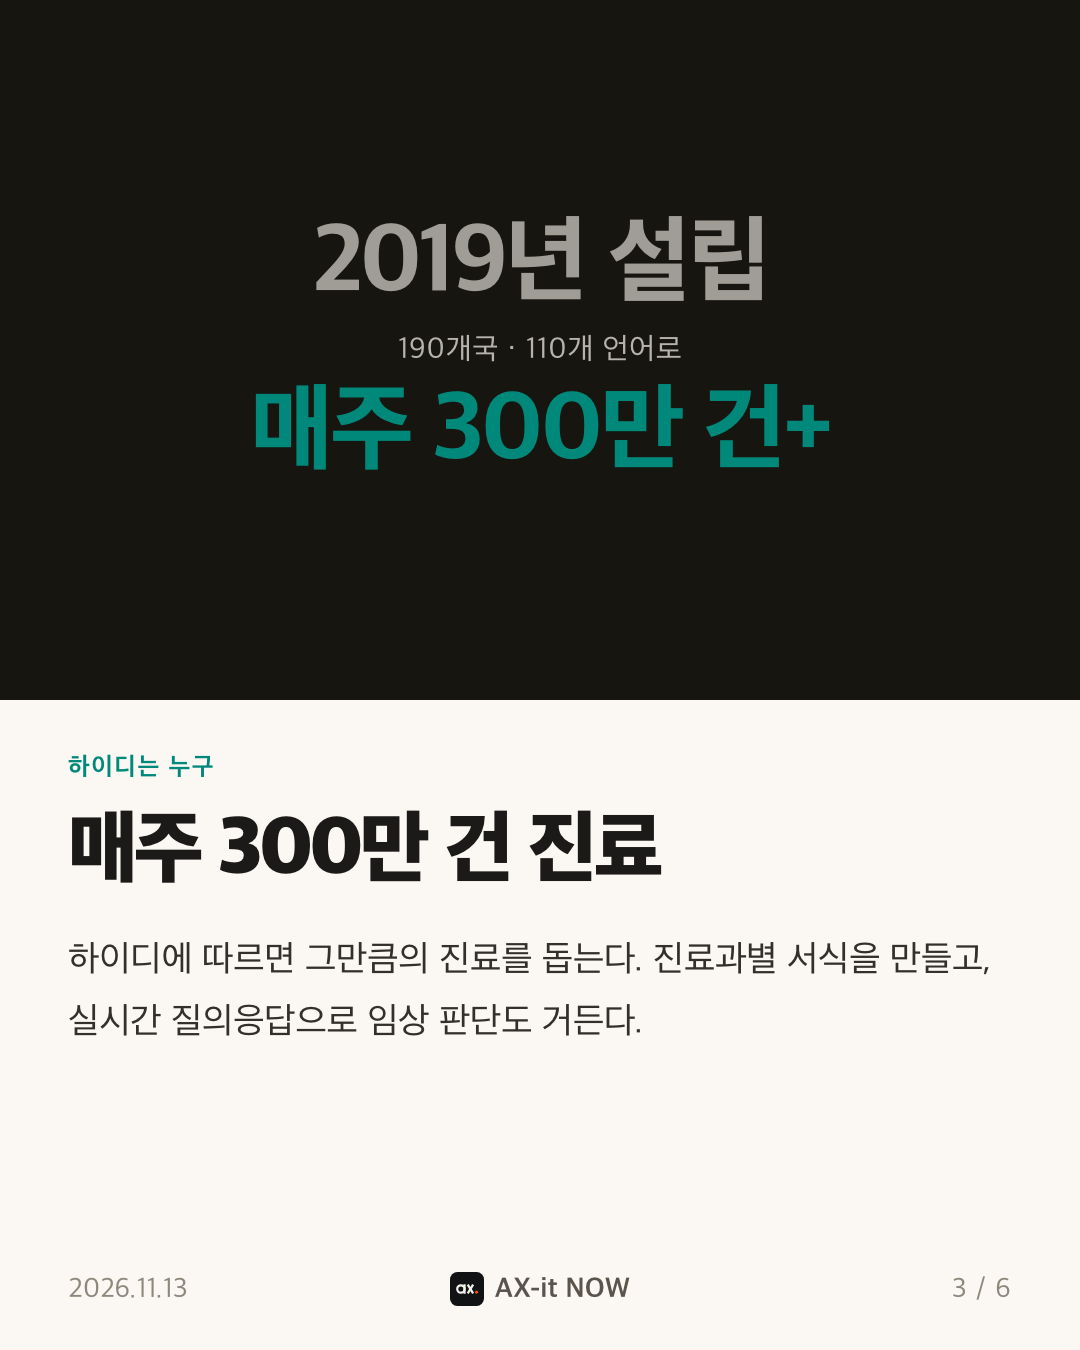 2019년 설립
190개국 · 110개 언어로
매주 300만 건+
하이디는 누구
매주 300만 건 진료
하이디에 따르면 그만큼의 진료를 돕는다. 진료과별 서식을 만들고,
실시간 질의응답으로 임상 판단도 거든다.
2026.11.13
ax. AX-it NOW
3 / 6